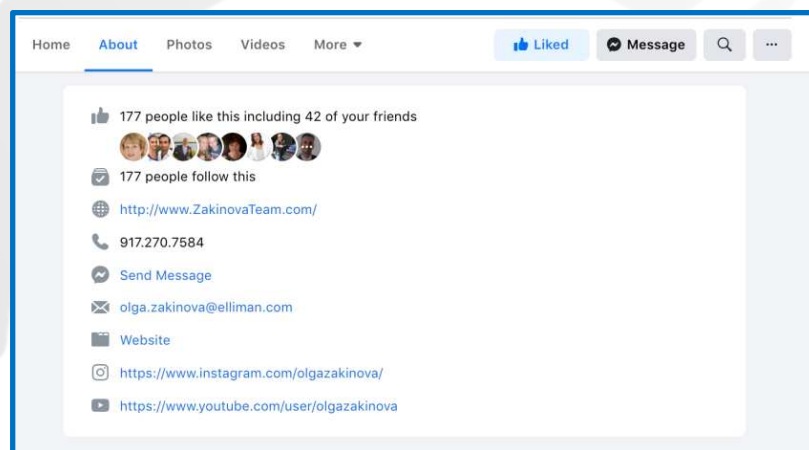 Home About Photos Videos More Liked Message ...
177 people like this including 42 of your friends
177 people follow this
http://www.ZakinovaTeam.com/
917.270.7584
Send Message
olga.zakinova@elliman.com
Website
https://www.instagram.com/olgazakinova/
https://www.youtube.com/user/olgazakinova